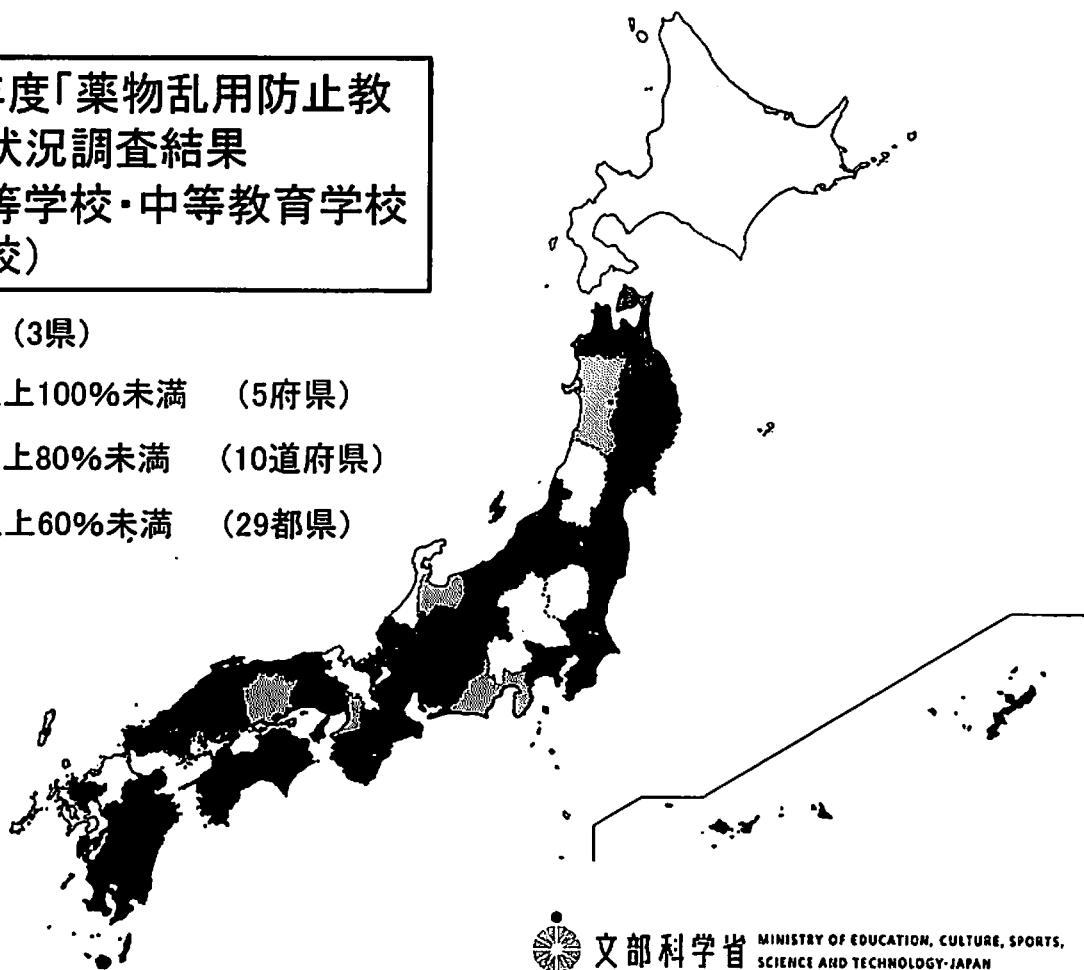 年度「薬物乱用防止教
状況調査結果
等学校・中等教育学校
校）
（3県）
上100%未満 （5府県）
上80%未満 （10道府県）
上60%未満 （29都県）
文部科学省 MINISTRY OF EDUCATION, CULTURE, SPORTS,
SCIENCE AND TECHNOLOGY-JAPAN